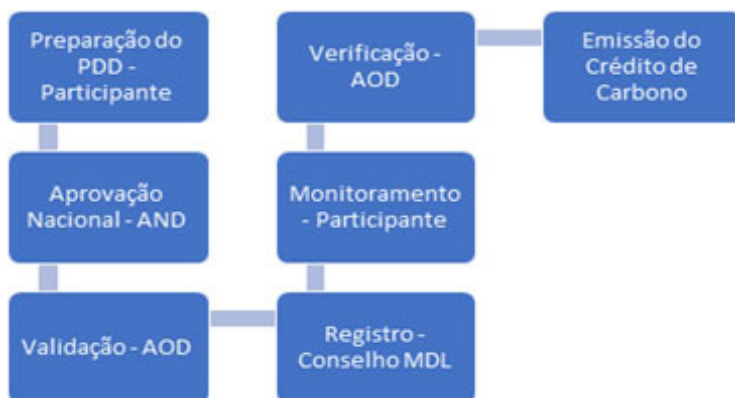 Preparação do
PDD -
Participante
Aprovação
Nacional - AND
Validação - AOD
Registro -
Conselho MDL
Monitoramento
- Participante
Verificação -
AOD
Emissão do
Crédito de
Carbono